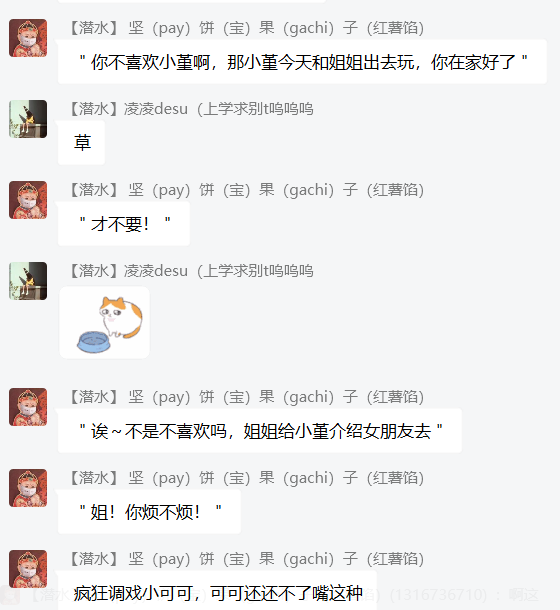 【潜水】 坚（pay）饼（宝）果（gachi）子（红薯馅）
" 你不喜欢小堇啊，那小堇今天和姐姐出去玩，你在家好了 "
【潜水】凌凌desu（上学求别t呜呜呜
草
【潜水】 坚（pay）饼（宝）果（gachi）子（红薯馅）
" 才不要！ "
【潜水】凌凌desu（上学求别t呜呜呜
【潜水】 坚（pay）饼（宝）果（gachi）子（红薯馅）
" 诶～不是不喜欢吗，姐姐给小堇介绍女朋友去 "
【潜水】 坚（pay）饼（宝）果（gachi）子（红薯馅）
" 姐！你烦不烦！ "
【潜水】 坚（pay）饼（宝）果（gachi）子（红薯馅）
疯狂调戏小可可，可可还还不了嘴这种
(1316736710) ：啊这